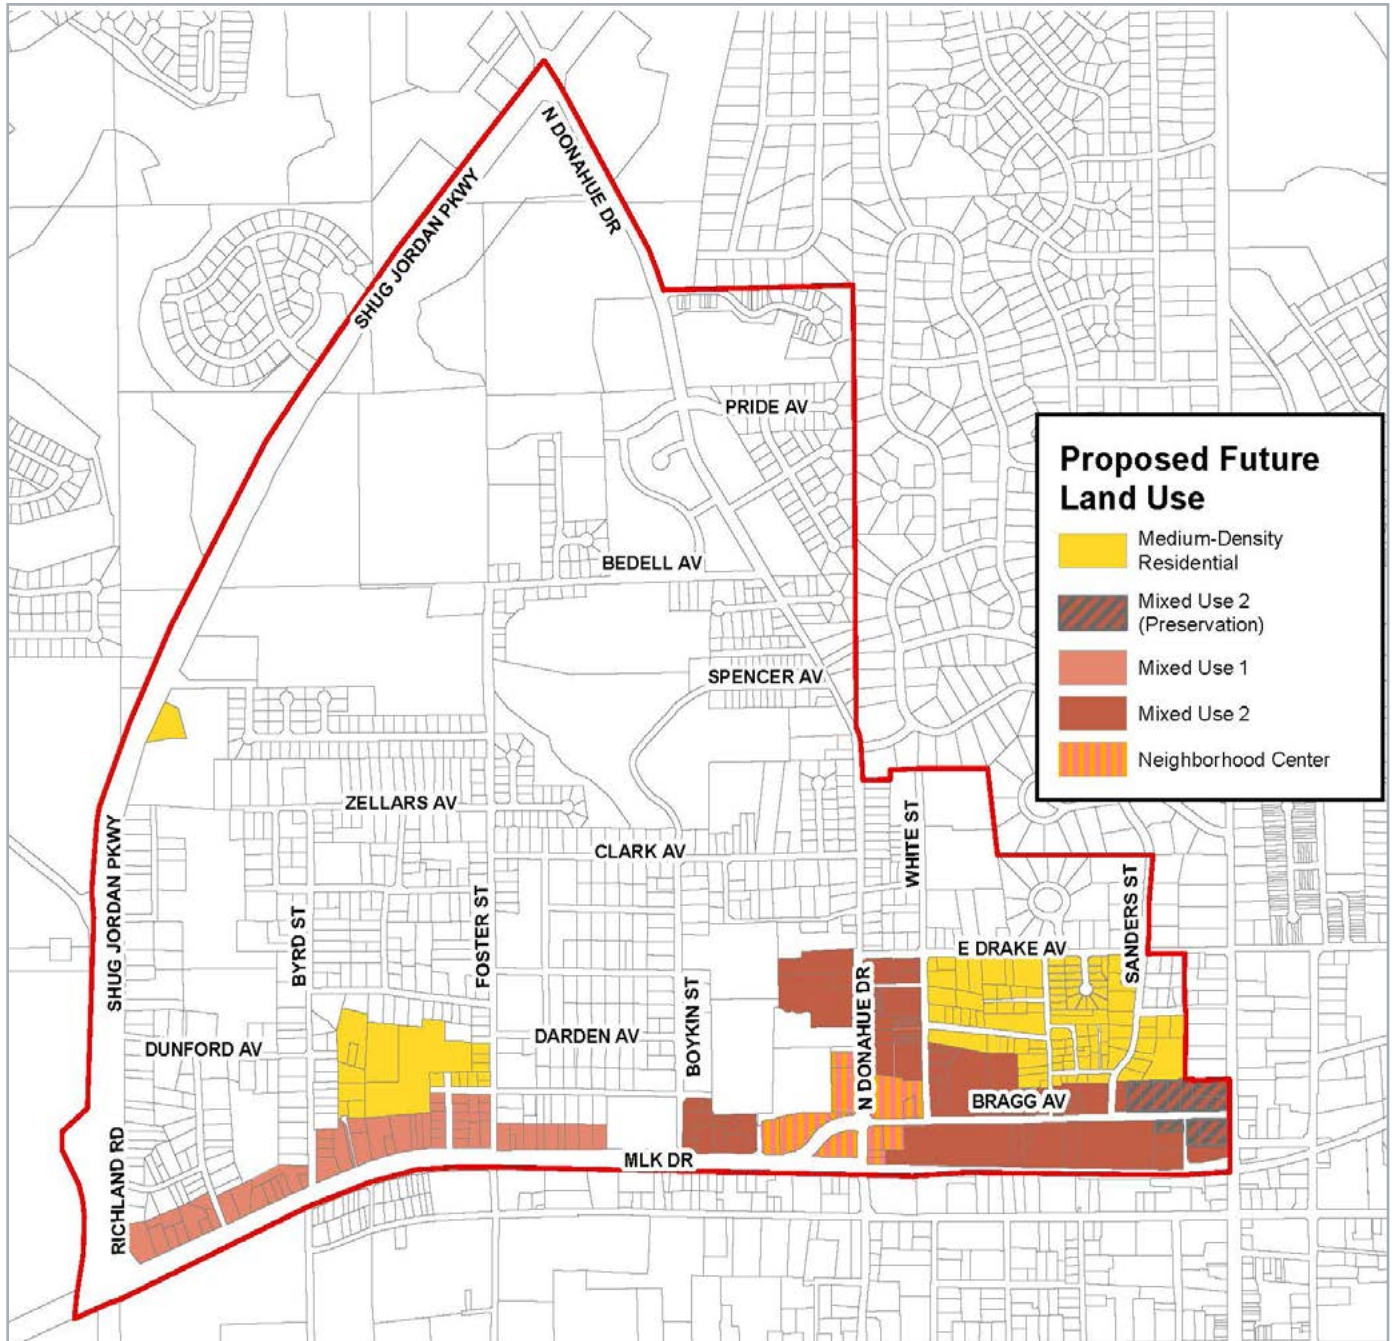 N DONAHUE DR
SHUG JORDAN PKWY
PRIDE AV
Proposed Future
Land Use
Medium-Density
Residential
Mixed Use 2
(Preservation)
Mixed Use 1
Mixed Use 2
Neighborhood Center
BEDELL AV
SPENCER AV
ZELLARS AV
CLARK AV
WHITE ST
SHUG JORDAN PKWY
BYRD ST
FOSTER ST
E DRAKE AV
SANDERS ST
BOYKIN ST
N DONAHUE DR
DUNFORD AV
DARDEN AV
BRAGG AV
RICHLAND RD
MLK DR